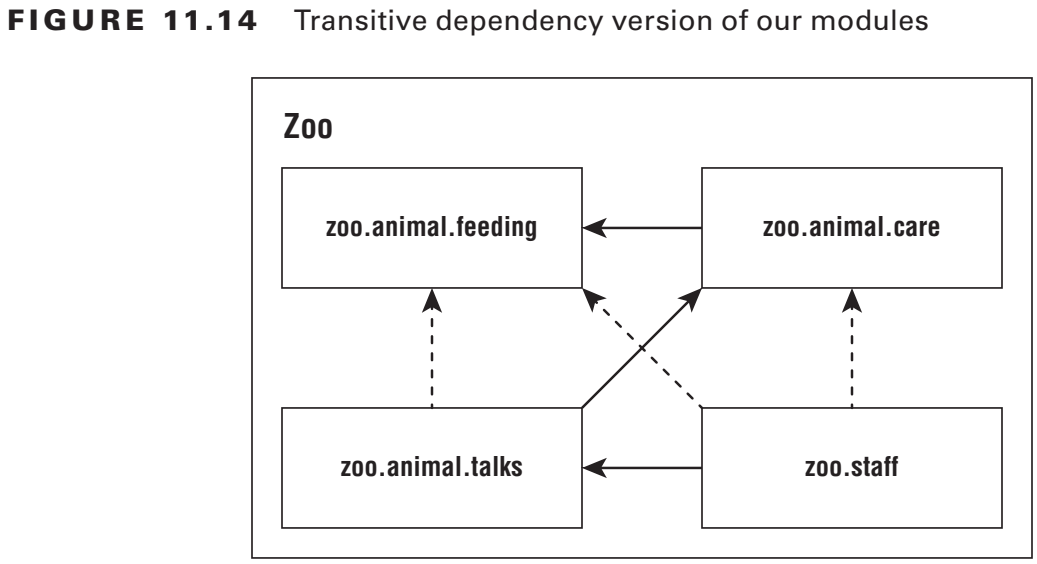 FIGURE 11.14 Transitive dependency version of our modules
Zoo
zoo.animal.feeding
zoo.animal.care
zoo.animal.talks
zoo.staff